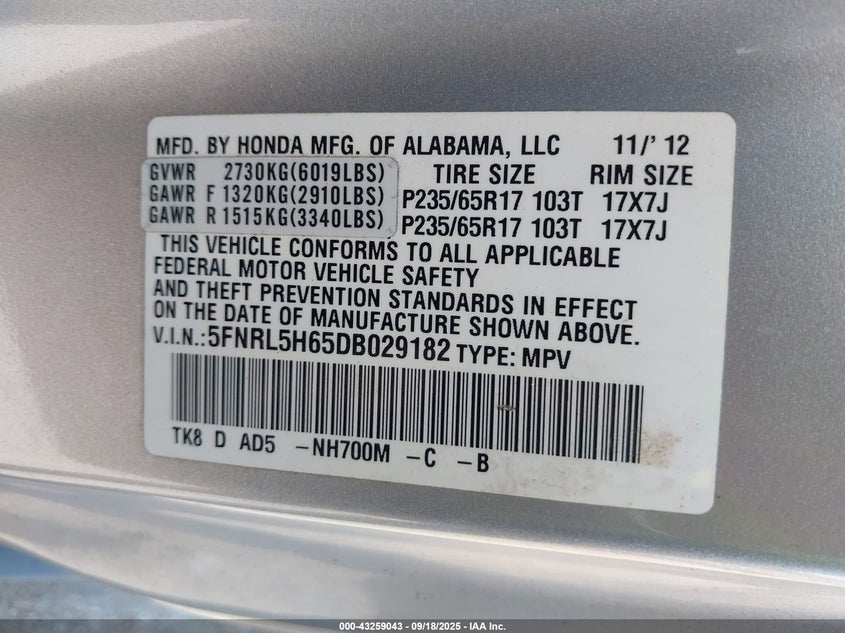 MFD. BY HONDA MFG. OF ALABAMA, LLC 11/' 12
GVWR 2730KG(6019LBS) TIRE SIZE RIM SIZE
GAWR F 1320KG(2910LBS) P235/65R17 103T 17X7J
GAWR R 1515KG(3340LBS) P235/65R17 103T 17X7J
THIS VEHICLE CONFORMS TO ALL APPLICABLE
FEDERAL MOTOR VEHICLE SAFETY
AND THEFT PREVENTION STANDARDS IN EFFECT
ON THE DATE OF MANUFACTURE SHOWN ABOVE.
V.I.N.:5FNRL5H65DB029182 TYPE: MPV
TK8 D AD5 -NH700M -C -B
000-43259043 - 09/18/2025 - IAA Inc.